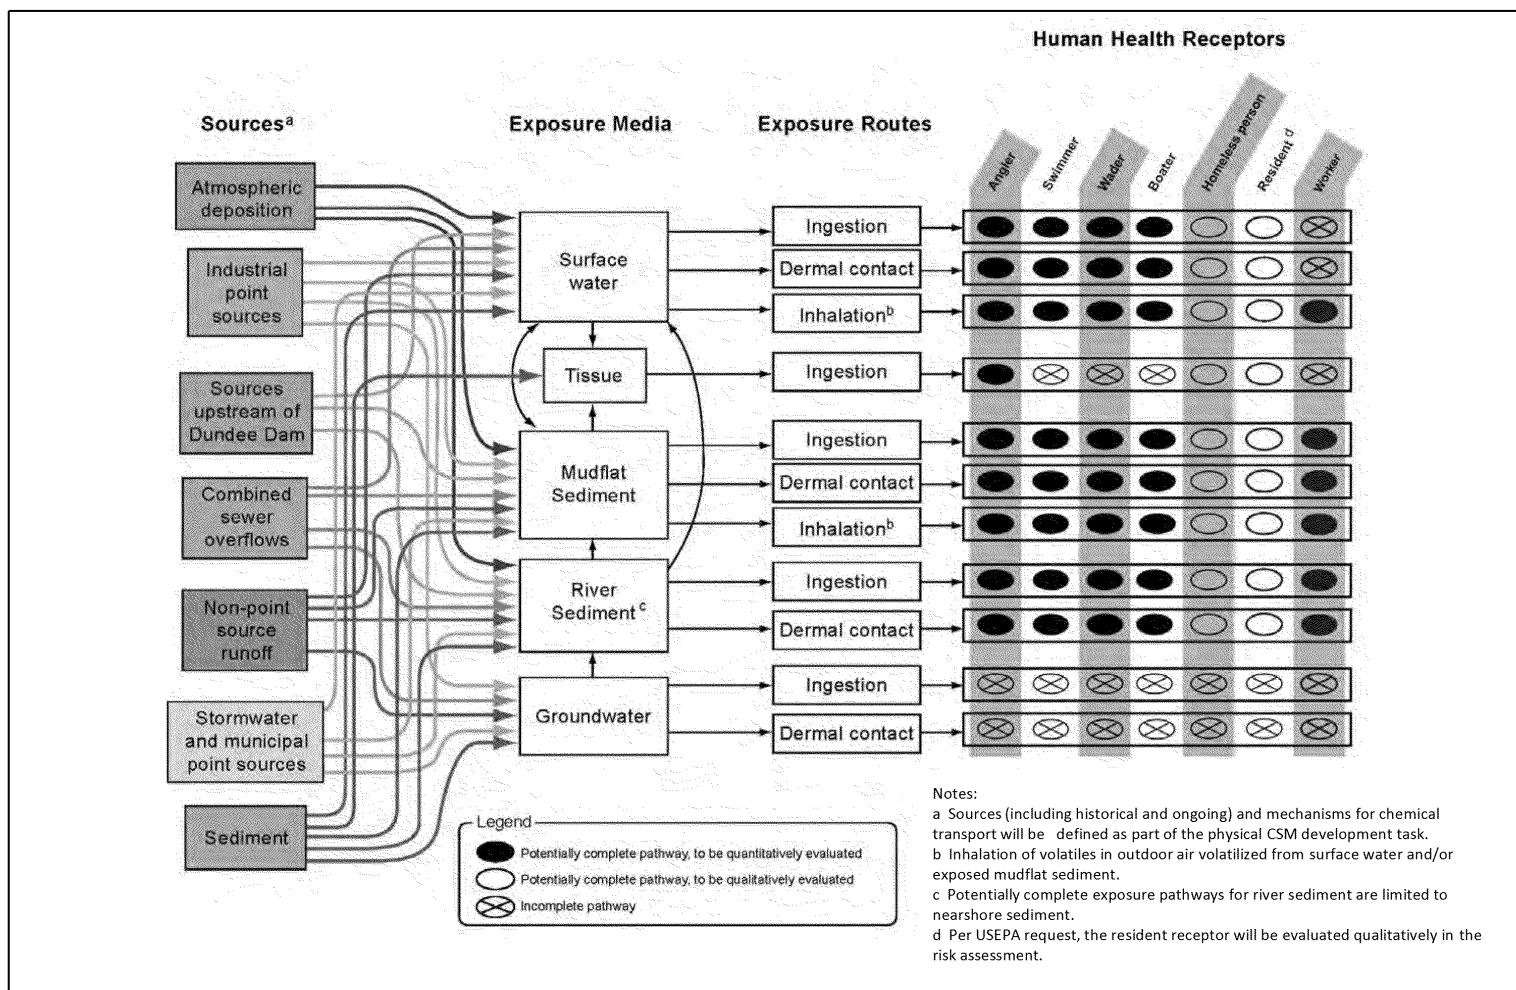 Human Health Receptors
Sourcesa
Exposure Media
Exposure Routes
Angler
Swimmer
Wader
Boater
Homeless person
Resident d
Worker
Atmospheric
deposition
Industrial
point
sources
Sources
upstream of
Dundee Dam
Combined
sewer
overflows
Non-point
source
runoff
Stormwater
and municipal
point sources
Sediment
Surface
water
Tissue
Mudflat
Sediment
River
Sediment c
Groundwater
Ingestion
Dermal contact
Inhalationb
Ingestion
Ingestion
Dermal contact
Inhalationb
Ingestion
Dermal contact
Ingestion
Dermal contact
Legend
Potentially complete pathway, to be quantitatively evaluated
Potentially complete pathway, to be qualitatively evaluated
Incomplete pathway
Notes:
a Sources (including historical and ongoing) and mechanisms for chemical
transport will be defined as part of the physical CSM development task.
b Inhalation of volatiles in outdoor air volatilized from surface water and/or
exposed mudflat sediment.
c Potentially complete exposure pathways for river sediment are limited to
nearshore sediment.
d Per USEPA request, the resident receptor will be evaluated qualitatively in the
risk assessment.